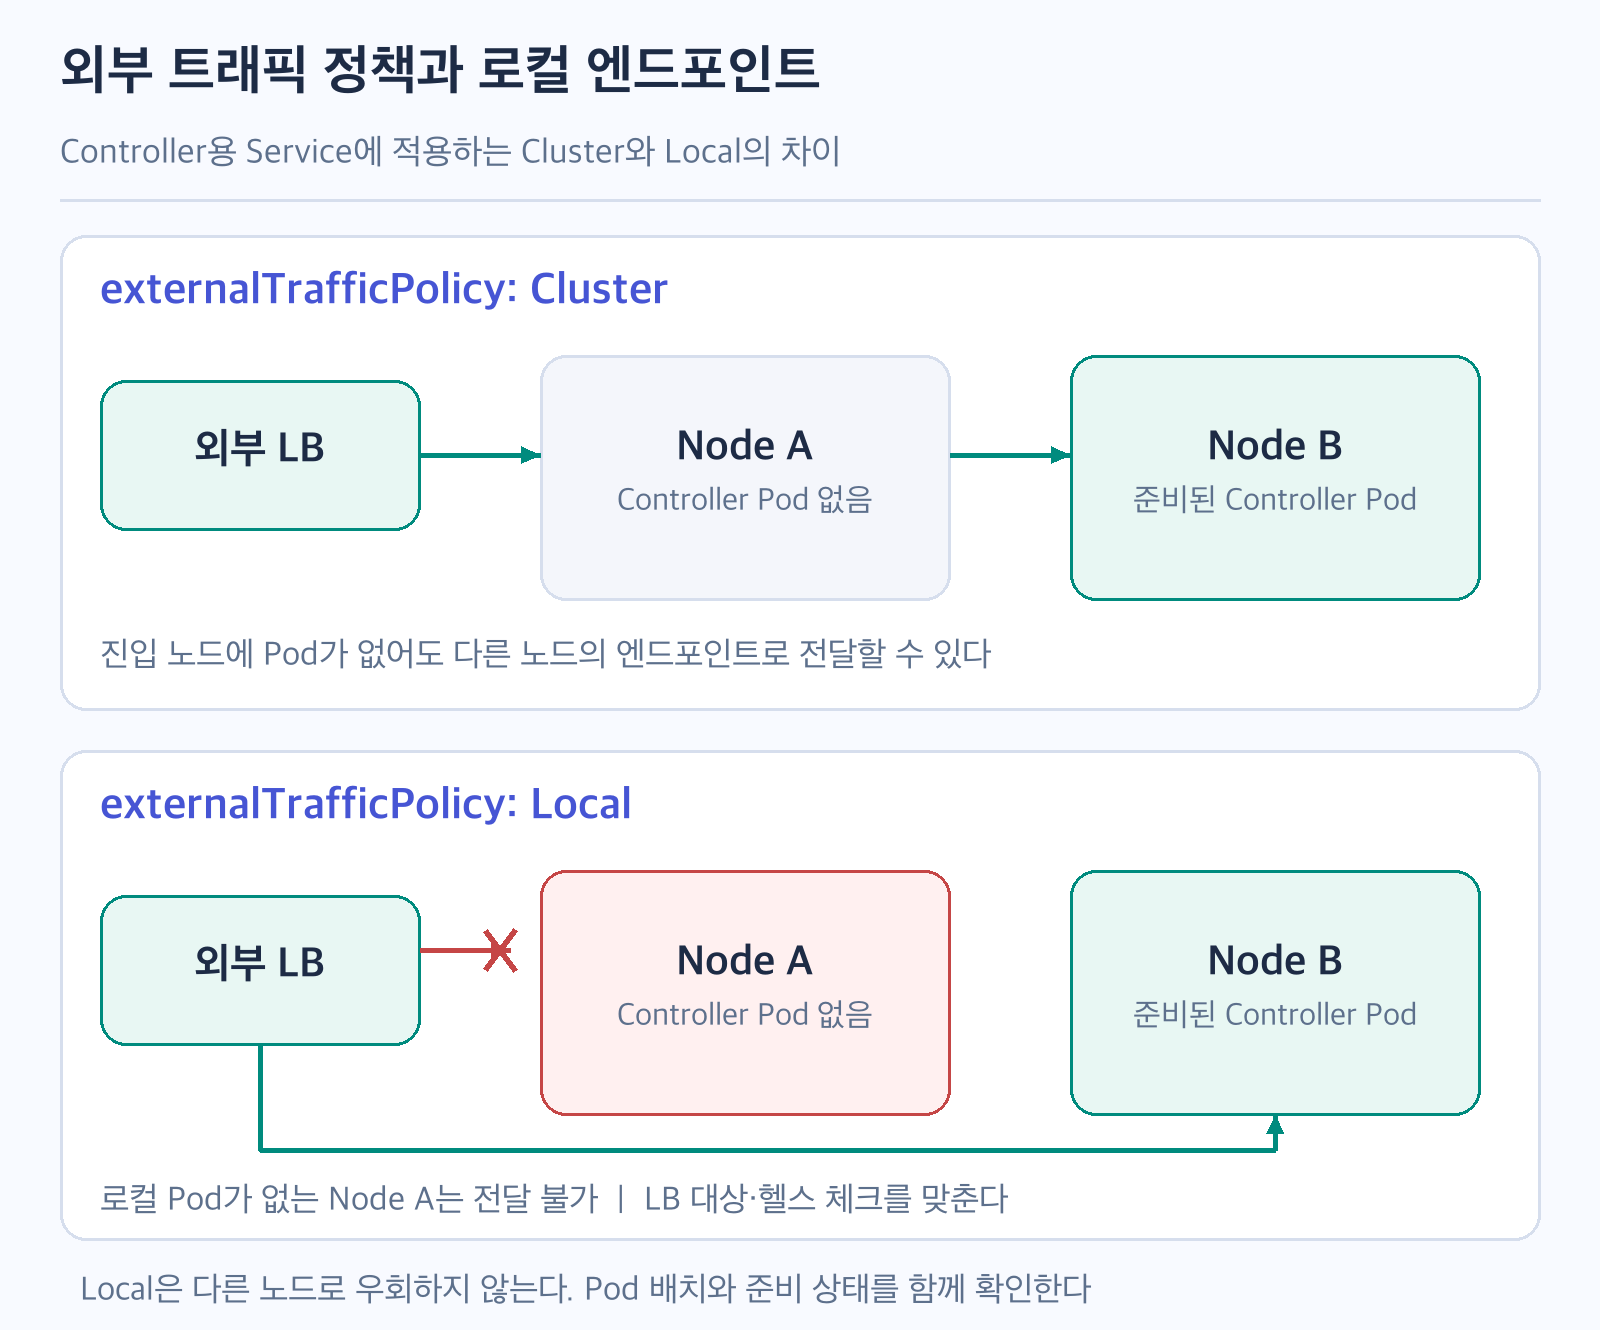 외부 트래픽 정책과 로컬 엔드포인트
Controller용 Service에 적용하는 Cluster와 Local의 차이
externalTrafficPolicy: Cluster
외부 LB
Node A
Controller Pod 없음
Node B
준비된 Controller Pod
진입 노드에 Pod가 없어도 다른 노드의 엔드포인트로 전달할 수 있다
externalTrafficPolicy: Local
외부 LB
Node A
Controller Pod 없음
Node B
준비된 Controller Pod
로컬 Pod가 없는 Node A는 전달 불가 | LB 대상·헬스 체크를 맞춘다
Local은 다른 노드로 우회하지 않는다. Pod 배치와 준비 상태를 함께 확인한다